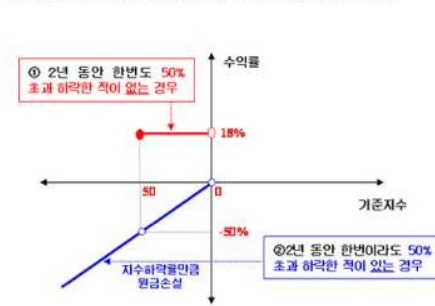 수익률
① 2년 동안 한번도 50%
초과 하락한 적이 없는 경우
18%
50
0
기준지수
-50%
②2년 동안 한번이라도 50%
초과 하락한 적이 있는 경우
지수하락률만큼
원금손실